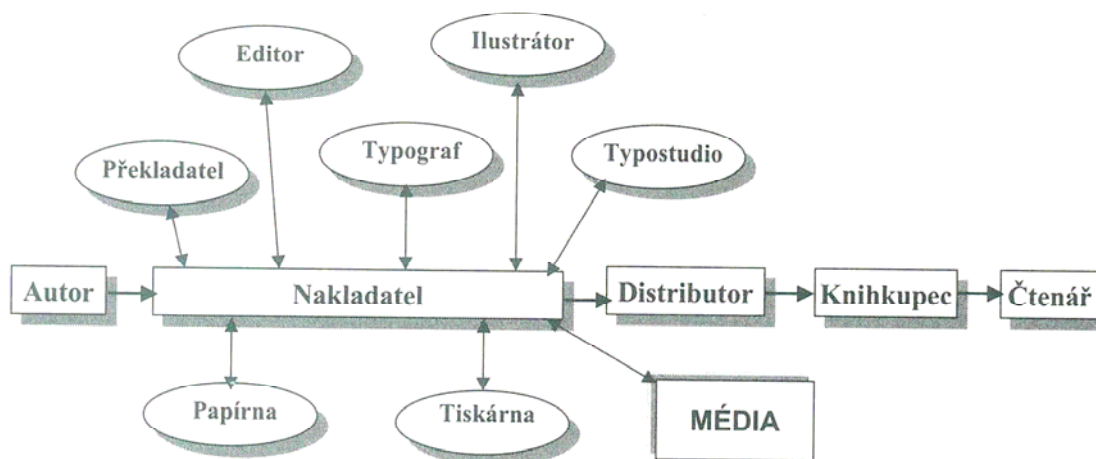 Editor
Ilustrátor
Překladatel
Typograf
Typostudio
Autor
Nakladatel
Distributor
Knihkupec
Čtenář
Papírna
Tiskárna
MÉDIA